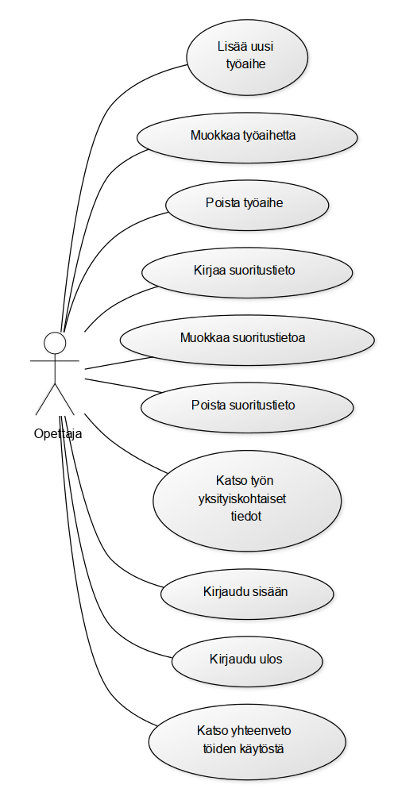 Lisää uusi
työaihe
Muokkaa työaihetta
Poista työaihe
Kirjaa suoritustieto
Muokkaa suoritustietoa
Poista suoritustieto
Opettaja
Katso työn
yksityiskohtaiset
tiedot
Kirjaudu sisään
Kirjaudu ulos
Katso yhteenveto
töiden käytöstä